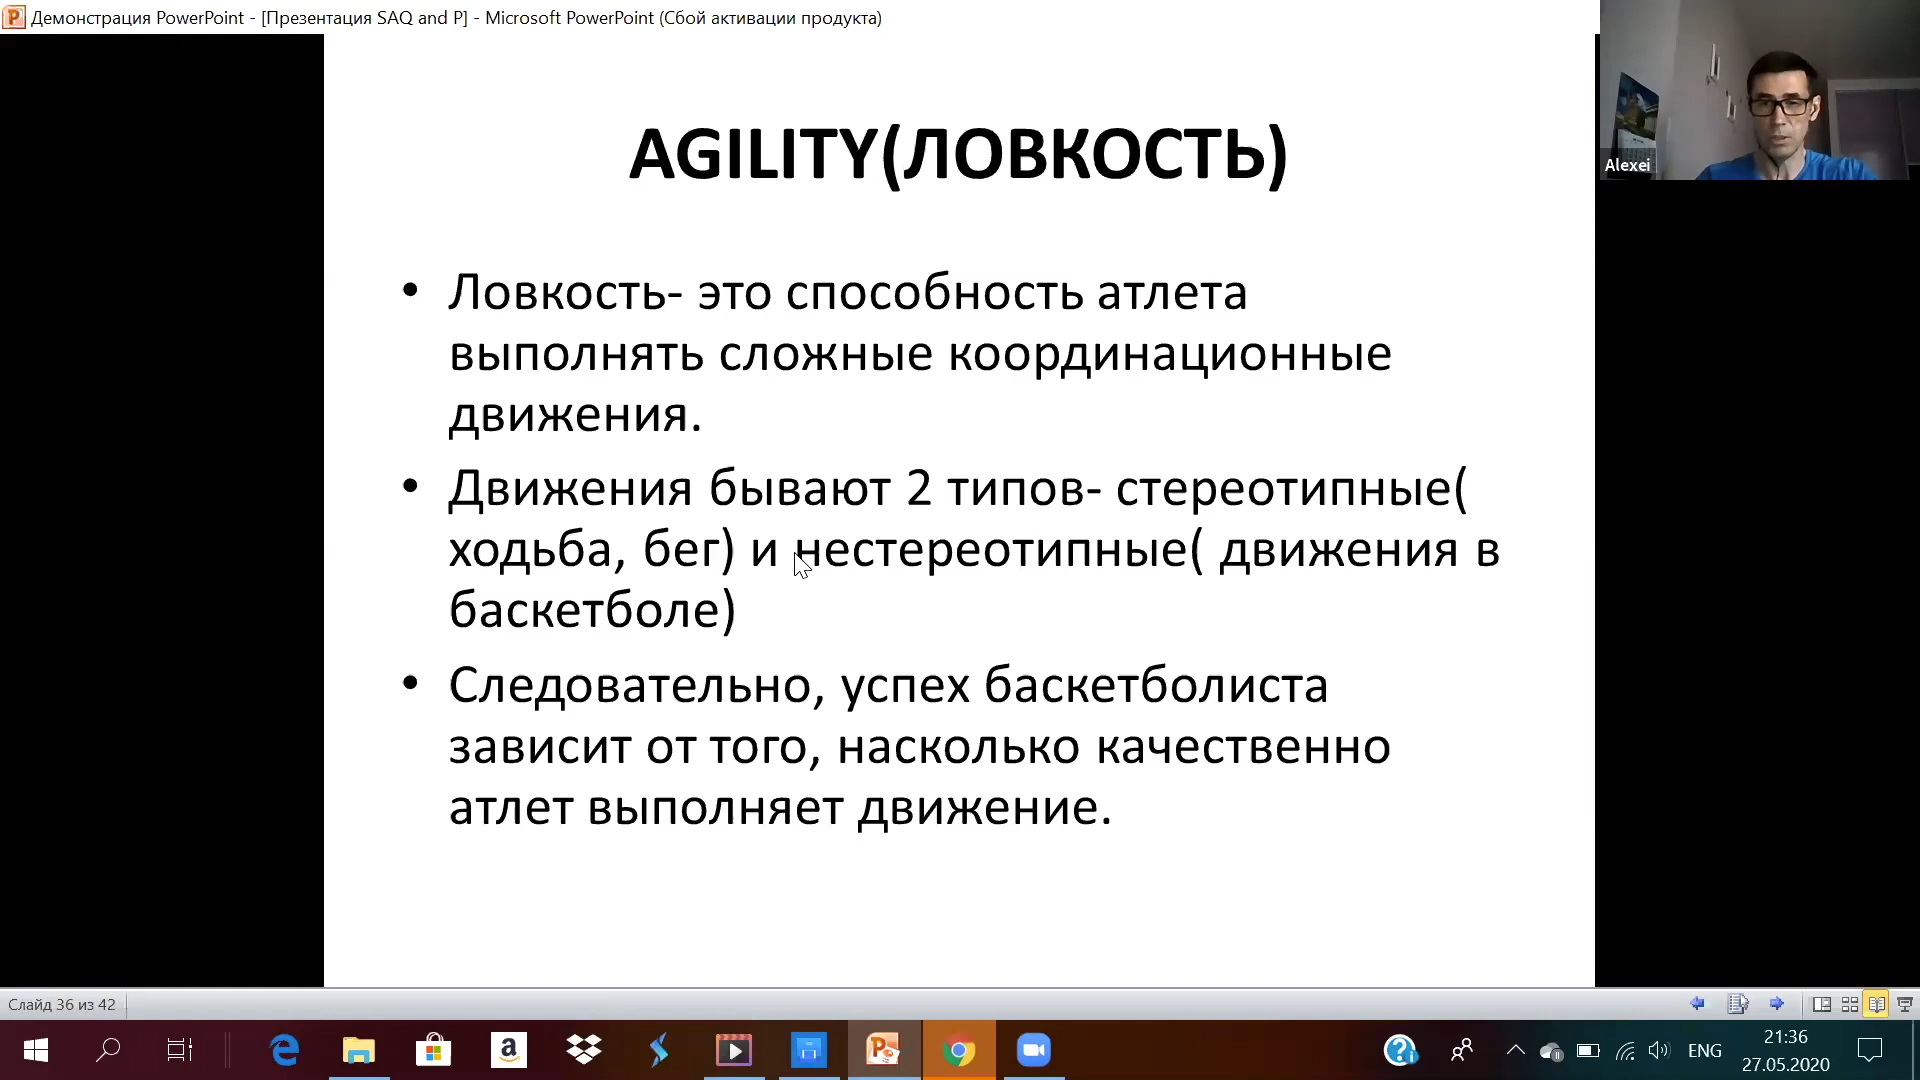 Демонстрация PowerPoint - [Презентация SAQ and P] - Microsoft PowerPoint (Сбой активации продукта)
Alexei
AGILITY(ЛОВКОСТЬ)
• Ловкость- это способность атлета
выполнять сложные координационные
движения.
• Движения бывают 2 типов- стереотипные(
ходьба, бег) и нестереотипные( движения в
баскетболе)
• Следовательно, успех баскетболиста
зависит от того, насколько качественно
атлет выполняет движение.
Слайд 36 из 42
ENG
21:36
27.05.2020